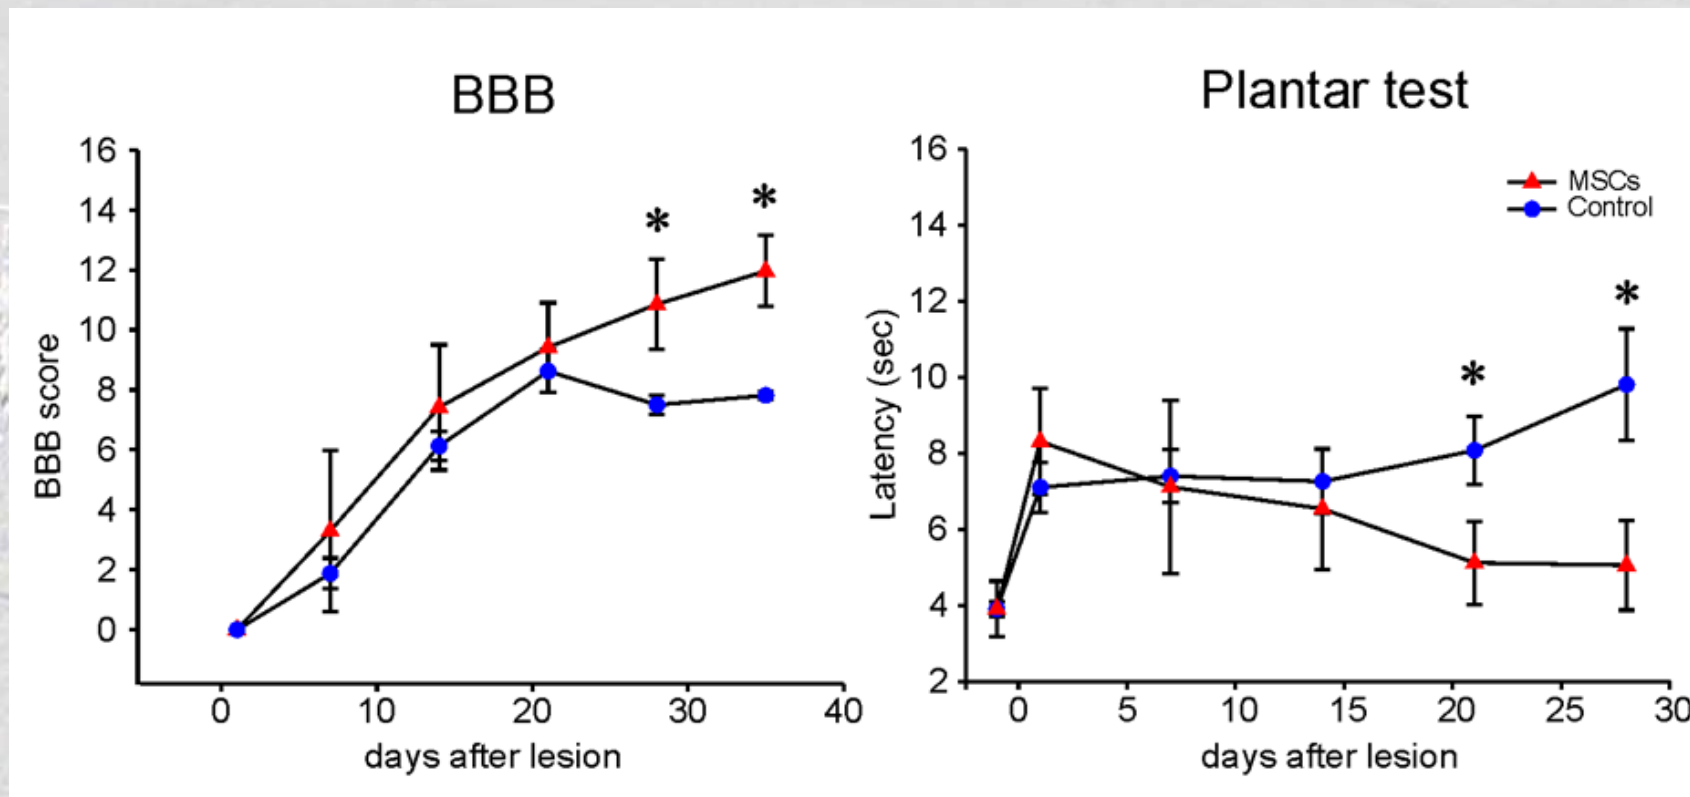 BBB
16
14
12
10
8
6
4
2
0
BBB score
0 10 20 30 40
days after lesion
* *
Plantar test
16
14
12
10
8
6
4
2
Latency (sec)
MSCs
Control
* *
0 5 10 15 20 25 30
days after lesion